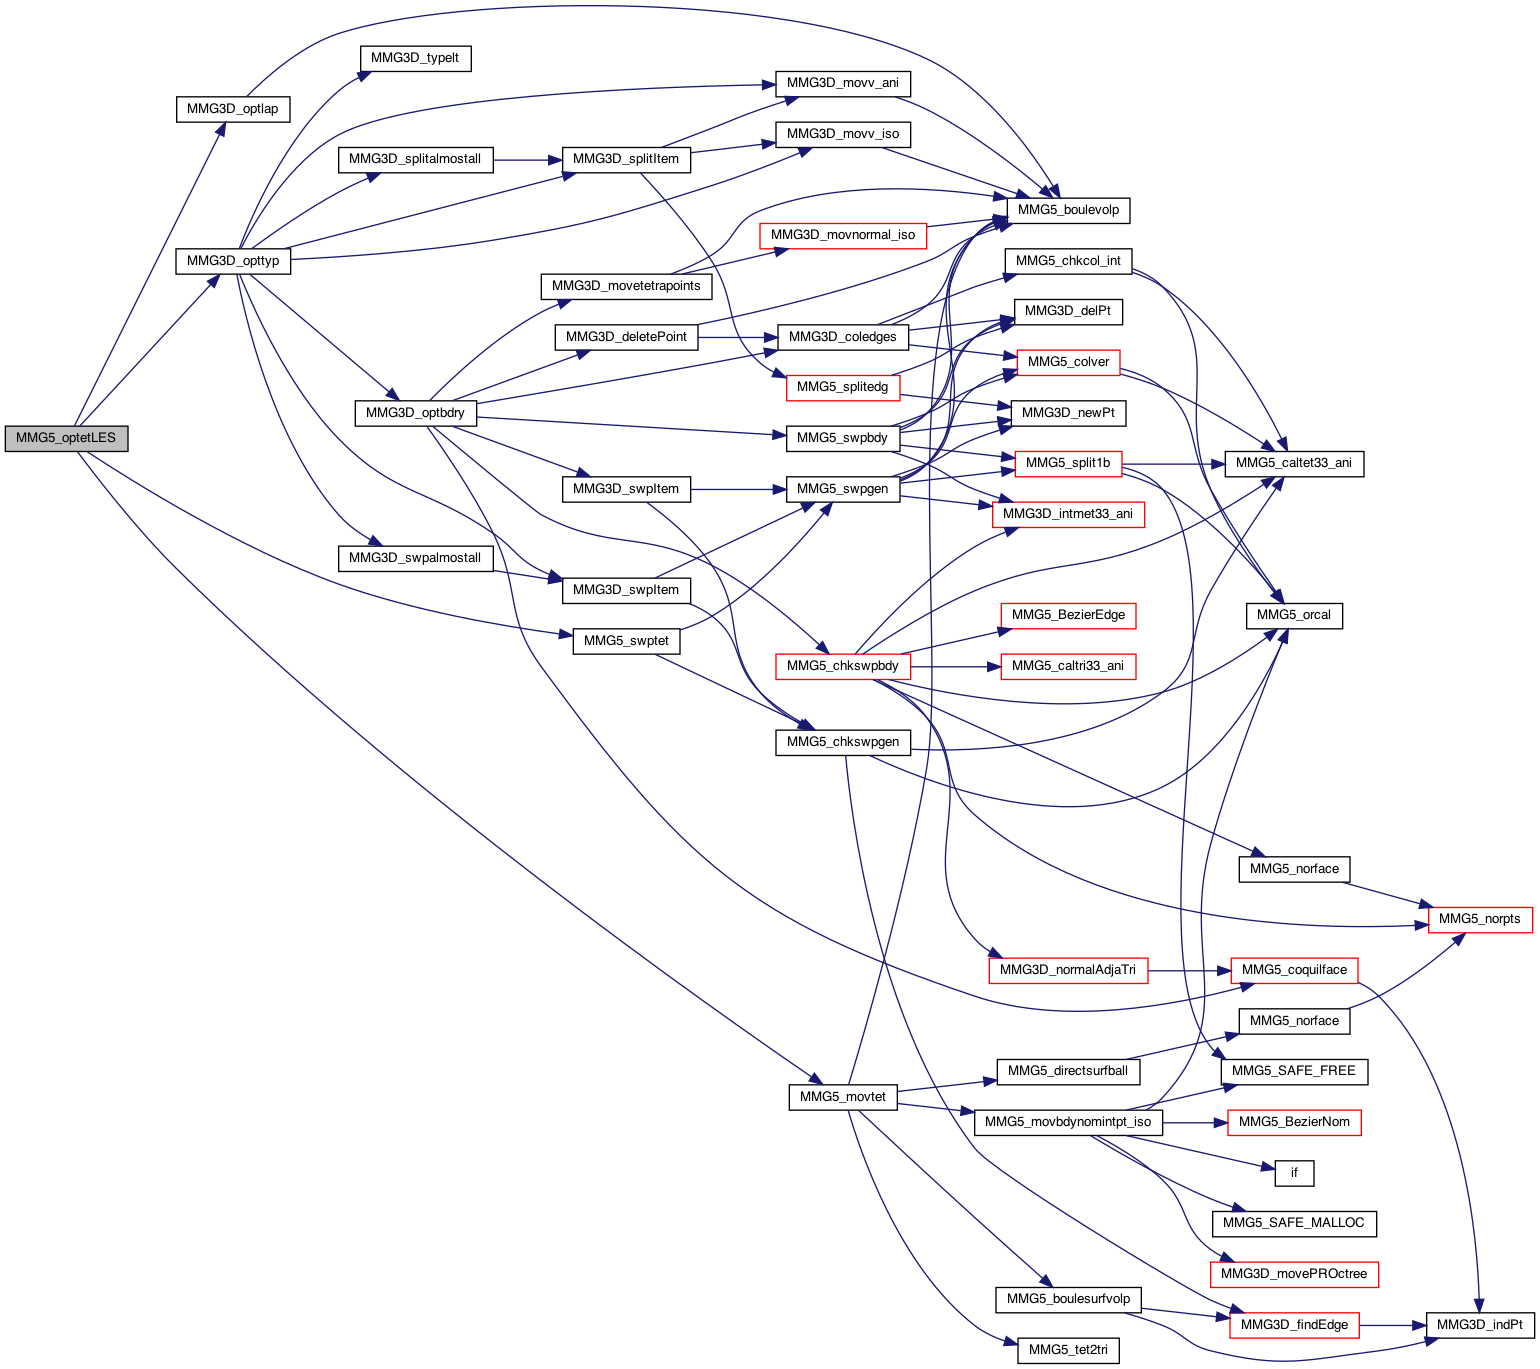 MMG5_optetLES
MMG3D_optlap
MMG3D_opttyp
MMG3D_typelt
MMG3D_splitalmostall
MMG3D_optbdry
MMG3D_swpalmostall
MMG3D_splitItem
MMG3D_movetetrapoints
MMG3D_deletePoint
MMG3D_swpItem
MMG3D_swpItem
MMG5_swptet
MMG3D_movv_ani
MMG3D_movv_iso
MMG3D_movnormal_iso
MMG3D_coledges
MMG5_splitedg
MMG5_swpbdy
MMG5_swpgen
MMG5_chkswpbdy
MMG5_chkswpgen
MMG5_movtet
MMG5_boulevolp
MMG5_chkcol_int
MMG3D_delPt
MMG5_colver
MMG3D_newPt
MMG5_split1b
MMG3D_intmet33_ani
MMG5_BezierEdge
MMG5_caltri33_ani
MMG3D_normalAdjaTri
MMG5_directsurfball
MMG5_movbdynomintpt_iso
MMG5_boulesurfvolp
MMG5_tet2tri
MMG5_caltet33_ani
MMG5_orcal
MMG5_norface
MMG5_coquilface
MMG5_norface
MMG5_SAFE_FREE
MMG5_BezierNom
if
MMG5_SAFE_MALLOC
MMG3D_movePROctree
MMG3D_findEdge
MMG5_norpts
MMG3D_indPt